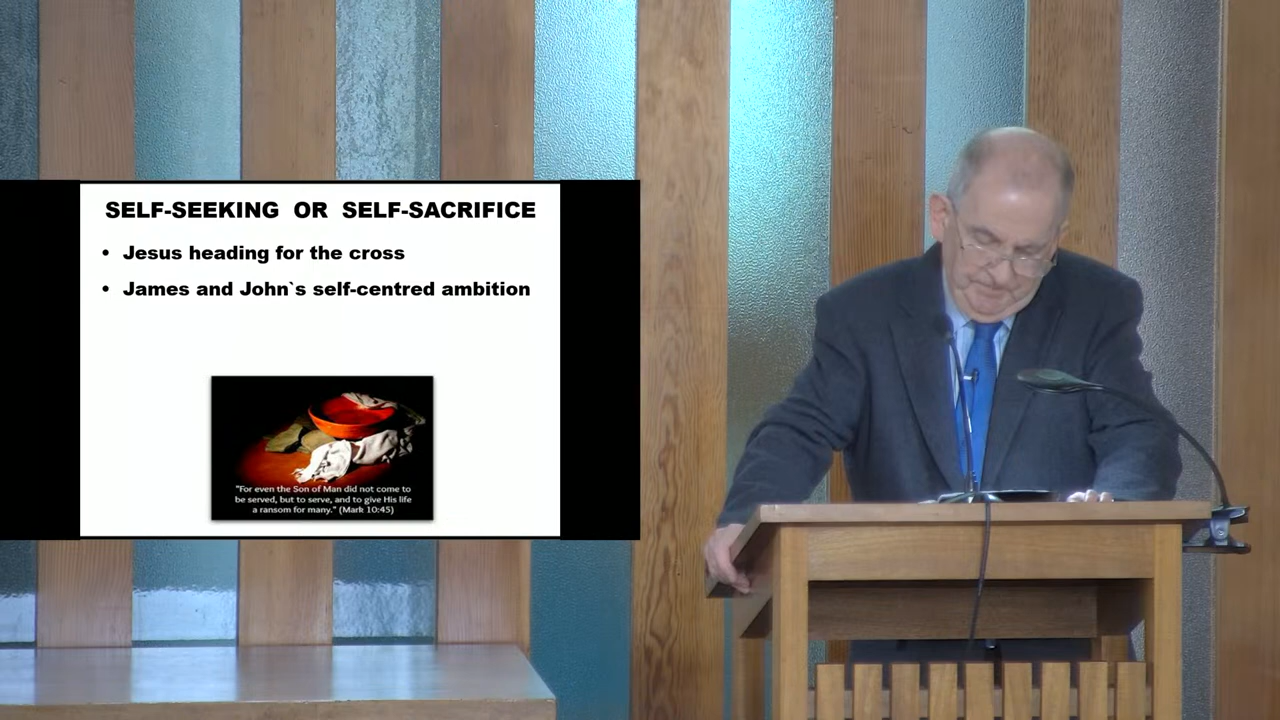 SELF-SEEKING OR SELF-SACRIFICE
• Jesus heading for the cross
• James and John`s self-centred ambition
"For even the Son of Man did not come to
be served, but to serve, and to give His life
a ransom for many." (Mark 10:45)